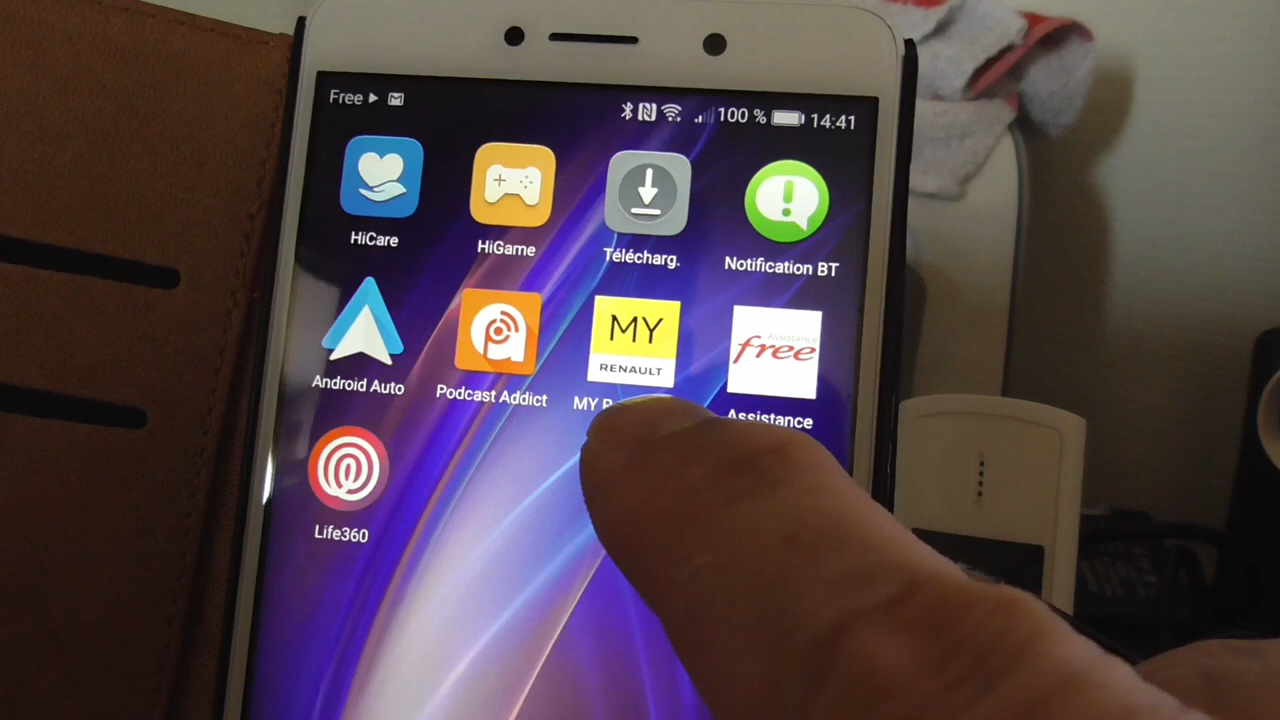 Free 100 % 14:41
HiCare HiGame Télécharg. Notification BT
MY
RENAULT
Assistance
free
Android Auto Podcast Addict MY Assistance
Life360